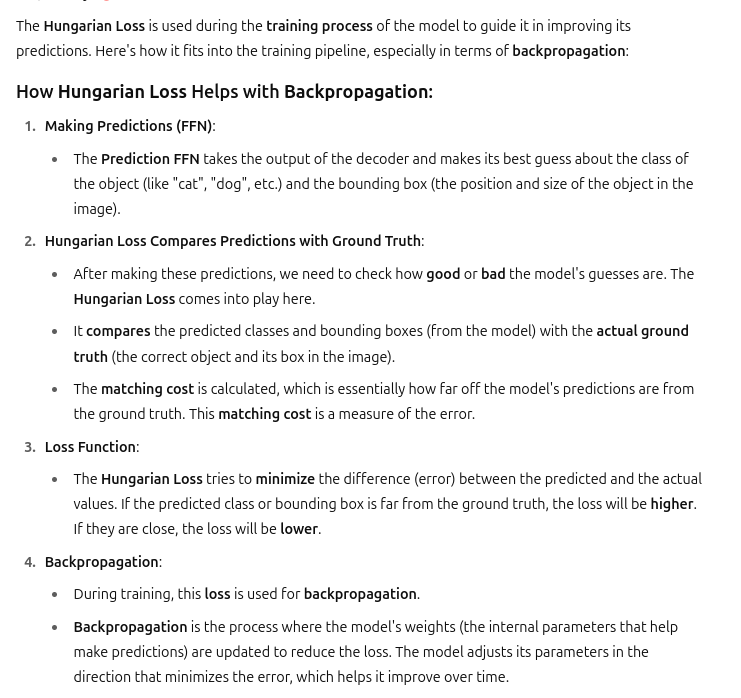 The Hungarian Loss is used during the training process of the model to guide it in improving its
predictions. Here's how it fits into the training pipeline, especially in terms of backpropagation:
How Hungarian Loss Helps with Backpropagation:
1. Making Predictions (FFN):
• The Prediction FFN takes the output of the decoder and makes its best guess about the class of
the object (like "cat", "dog", etc.) and the bounding box (the position and size of the object in the
image).
2. Hungarian Loss Compares Predictions with Ground Truth:
• After making these predictions, we need to check how good or bad the model's guesses are. The
Hungarian Loss comes into play here.
• It compares the predicted classes and bounding boxes (from the model) with the actual ground
truth (the correct object and its box in the image).
• The matching cost is calculated, which is essentially how far off the model's predictions are from
the ground truth. This matching cost is a measure of the error.
3. Loss Function:
• The Hungarian Loss tries to minimize the difference (error) between the predicted and the actual
values. If the predicted class or bounding box is far from the ground truth, the loss will be higher.
If they are close, the loss will be lower.
4. Backpropagation:
• During training, this loss is used for backpropagation.
• Backpropagation is the process where the model's weights (the internal parameters that help
make predictions) are updated to reduce the loss. The model adjusts its parameters in the
direction that minimizes the error, which helps it improve over time.